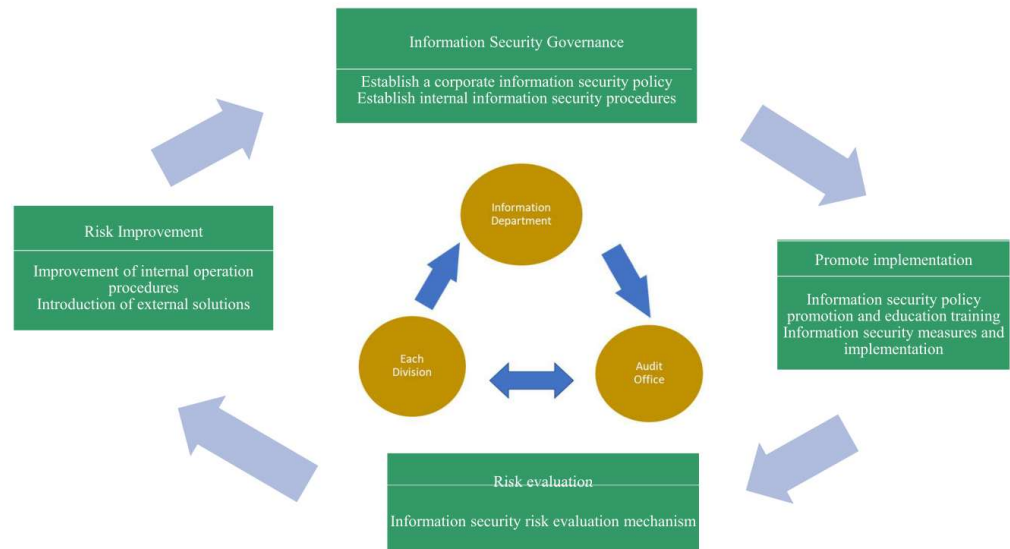 Information Security Governance
Establish a corporate information security policy
Establish internal information security procedures
Risk Improvement
Improvement of internal operation
procedures
Introduction of external solutions
Information
Department
Promote implementation
Information security policy
promotion and education training
Information security measures and
implementation
Each
Division
Audit
Office
Risk evaluation
Information security risk evaluation mechanism